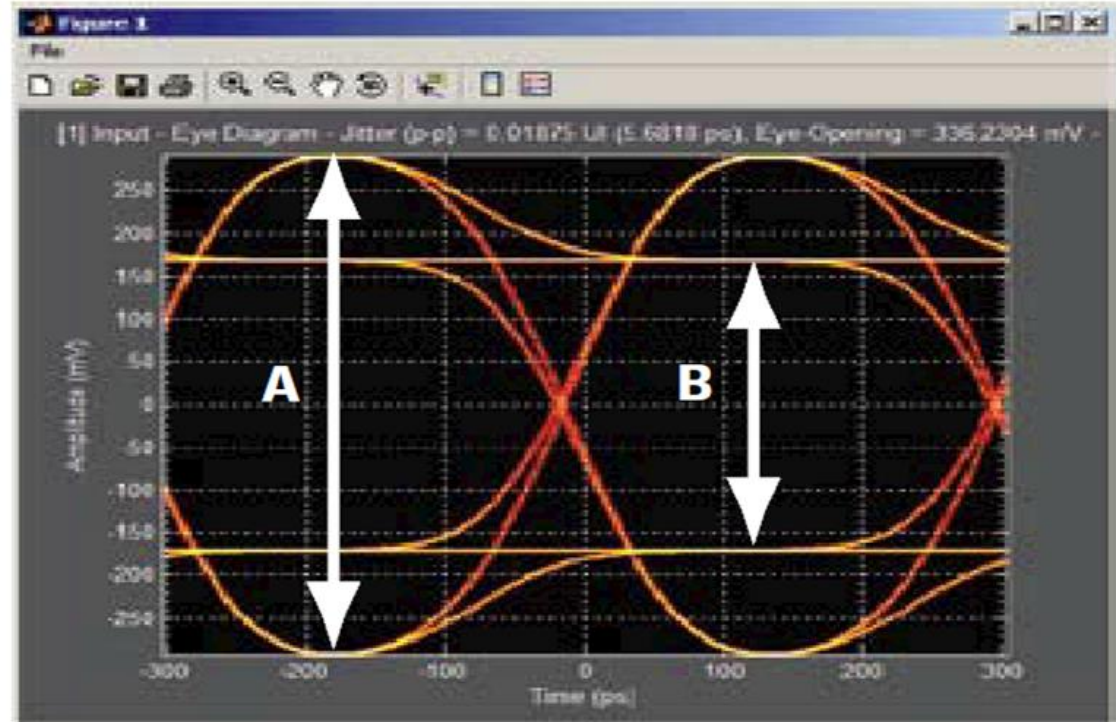 Figure 1
File
[1] Input - Eye Diagram - Jitter (p-p) = 0.01875 UI (5.6818 ps), Eye Opening = 336.2304 mV -
250
200
150
100
50
0
-100
-150
-200
-250
-300
-200
-100
0
100
200
300
A
B
(mV)
Time (ps)